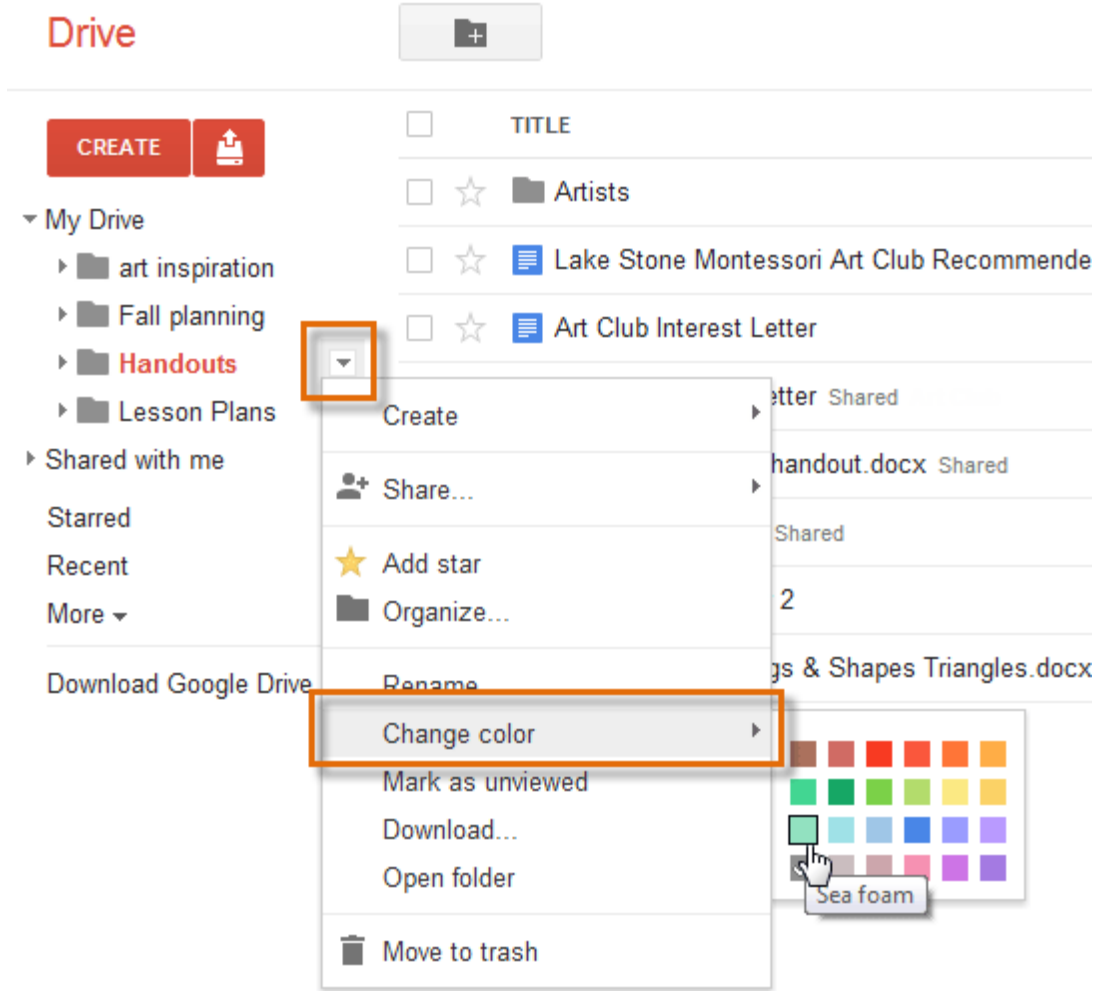 Drive
CREATE
My Drive
art inspiration
Fall planning
Handouts
Lesson Plans
Shared with me
Starred
Recent
More
Download Google Drive
TITLE
Artists
Lake Stone Montessori Art Club Recommende
Art Club Interest Letter
etter Shared
handout.docx Shared
Shared
2
gs & Shapes Triangles.docx
Create
Share...
Add star
Organize...
Rename
Change color
Mark as unviewed
Download...
Open folder
Move to trash
Sea foam